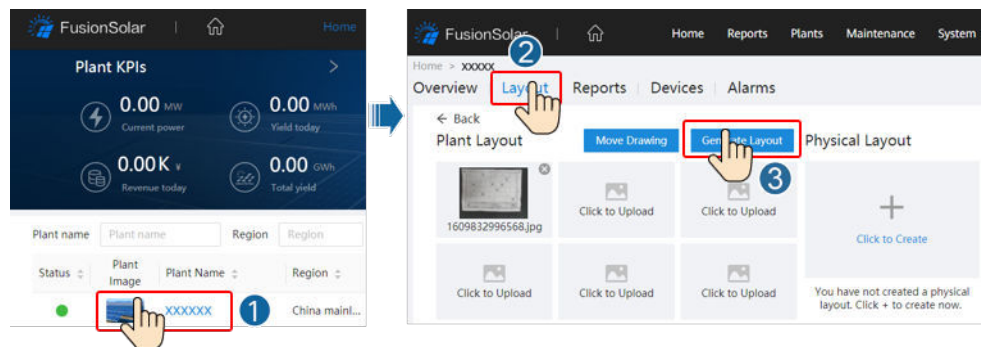 FusionSolar
Home
Plant KPIs >
0.00 MW
Current power
0.00 MWh
Yield today
0.00K ¥
Revenue today
0.00 GWh
Total yield
Plant name Plant name Region Region
Status Plant Image Plant Name Region
XXXXXX 1 China mainl...
FusionSolar Home Reports Plants Maintenance System
2
Home > XXXXX
Overview Layout Reports Devices Alarms
← Back
Plant Layout Move Drawing Generate Layout Physical Layout
3
1609832996568.jpg
Click to Upload
Click to Upload
Click to Create
Click to Upload
Click to Upload
Click to Upload
You have not created a physical
layout. Click + to create now.